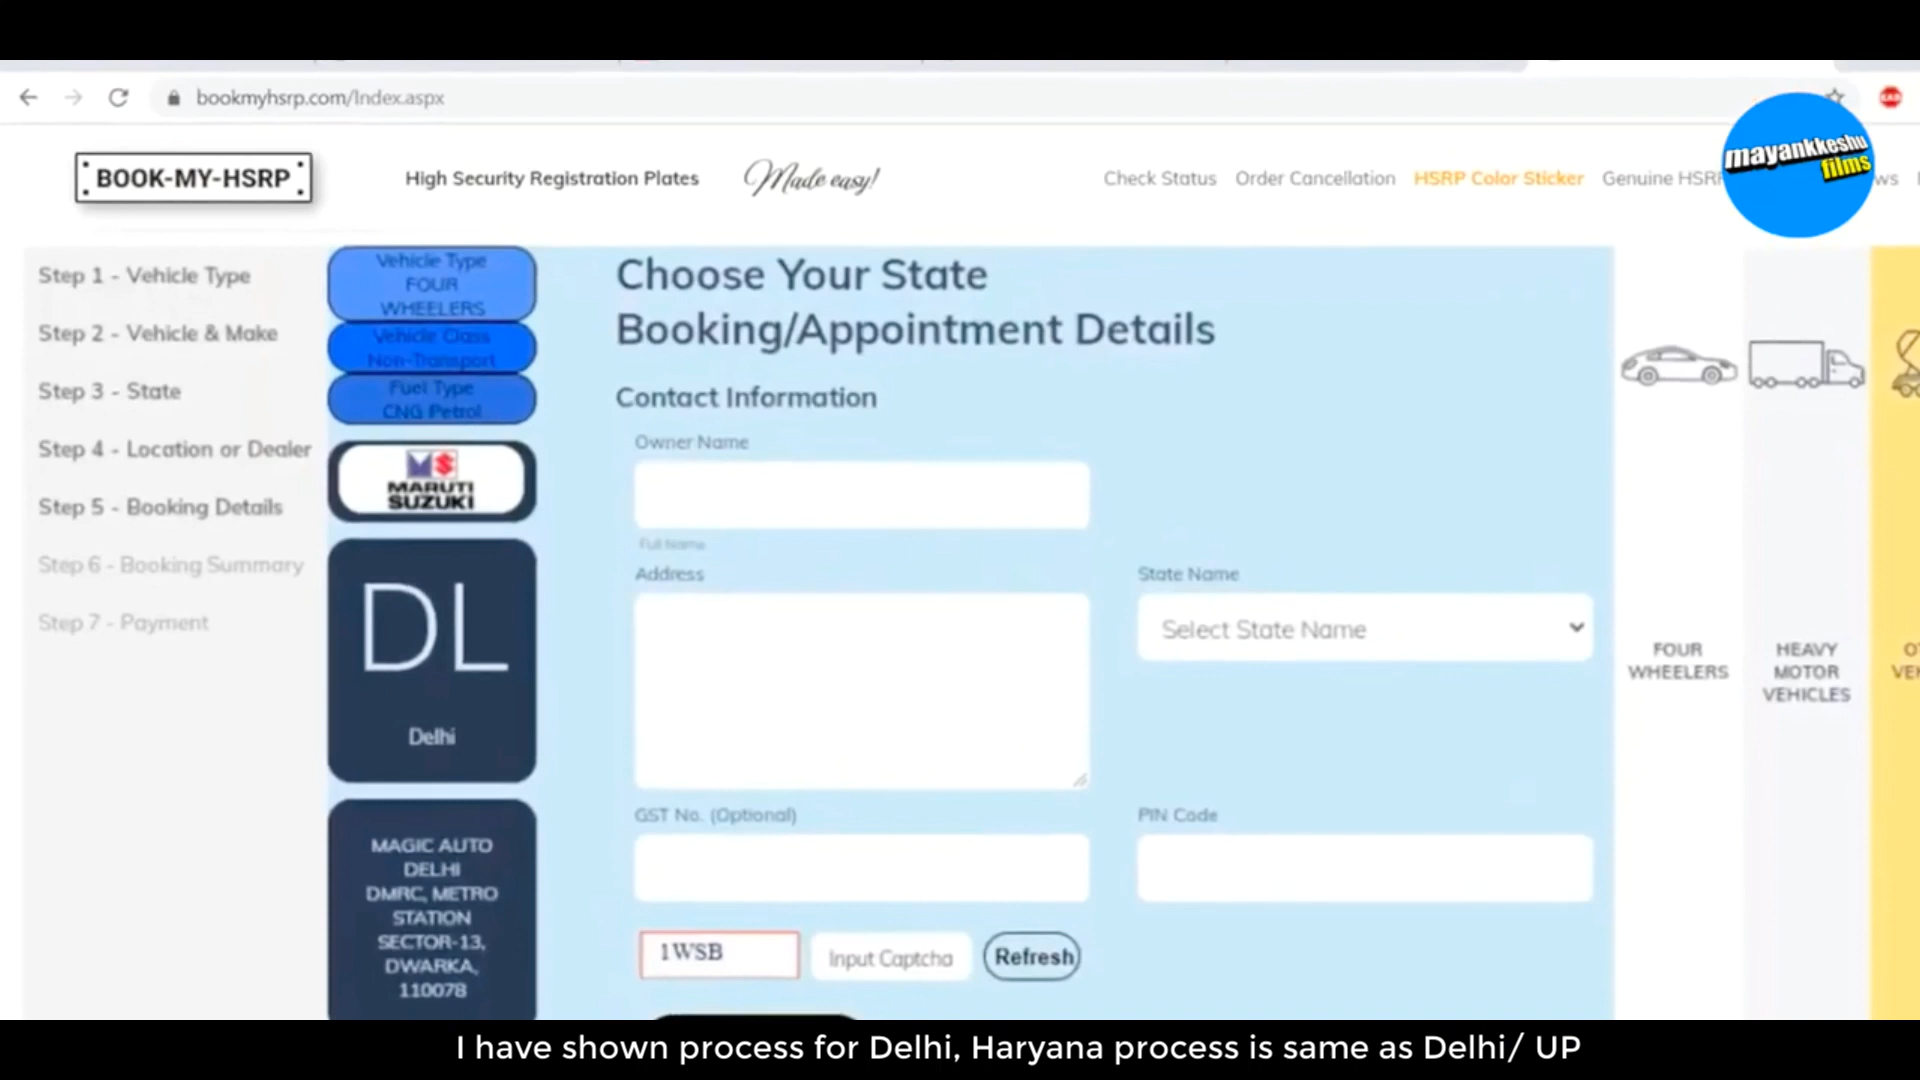 bookmyhsrp.com/Index.aspx
BOOK-MY-HSRP
High Security Registration Plates
Made easy!
Check Status
Order Cancellation
HSRP Color Sticker
Genuine HSRP
mayankkeshu
films
Step 1 - Vehicle Type
Step 2 - Vehicle & Make
Step 3 - State
Step 4 - Location or Dealer
Step 5 - Booking Details
Step 6 - Booking Summary
Step 7 - Payment
Vehicle Type
FOUR
WHEELERS
Vehicle Class
Non-Transport
Fuel Type
CNG Petrol
MARUTI
SUZUKI
DL
Delhi
MAGIC AUTO
DELHI
DMRC, METRO
STATION
SECTOR-13,
DWARKA,
110078
Choose Your State
Booking/Appointment Details
Contact Information
Owner Name
Full Name
Address
State Name
Select State Name
GST No. (Optional)
PIN Code
1WSB
Input Captcha
Refresh
FOUR
WHEELERS
HEAVY
MOTOR
VEHICLES
I have shown process for Delhi, Haryana process is same as Delhi/ UP